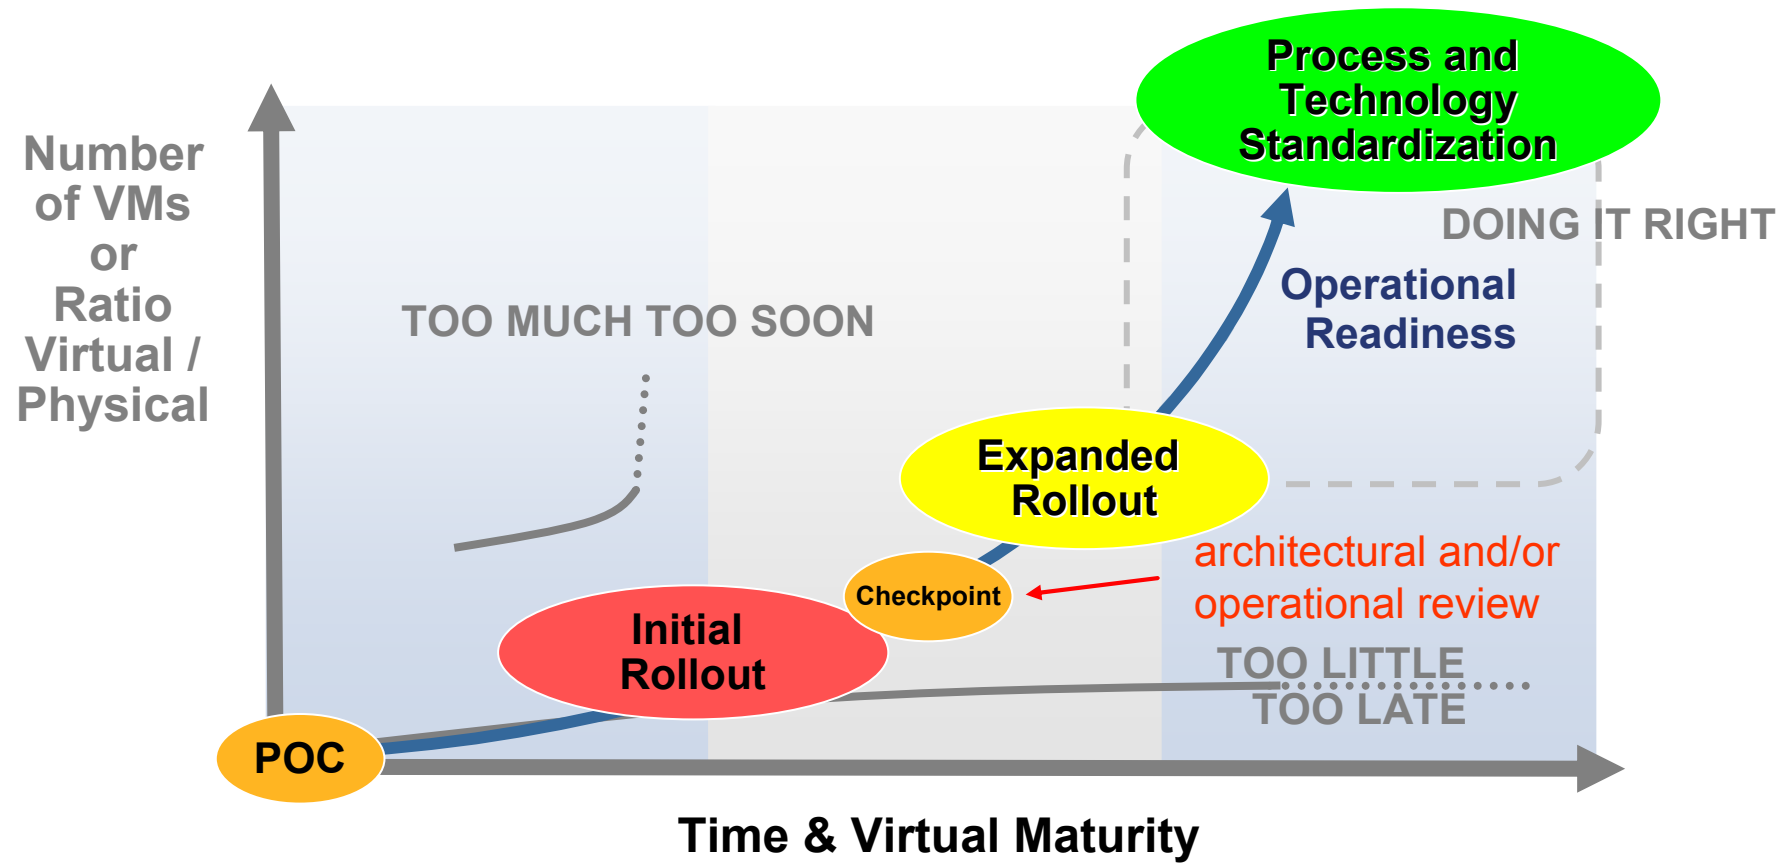 Process and
Technology
Standardization
Number
of VMs
or
Ratio
Virtual /
Physical
DOING IT RIGHT
Operational
Readiness
TOO MUCH TOO SOON
Expanded
Rollout
architectural and/or
operational review
Checkpoint
Initial
Rollout
TOO LITTLE
TOO LATE
POC
Time & Virtual Maturity